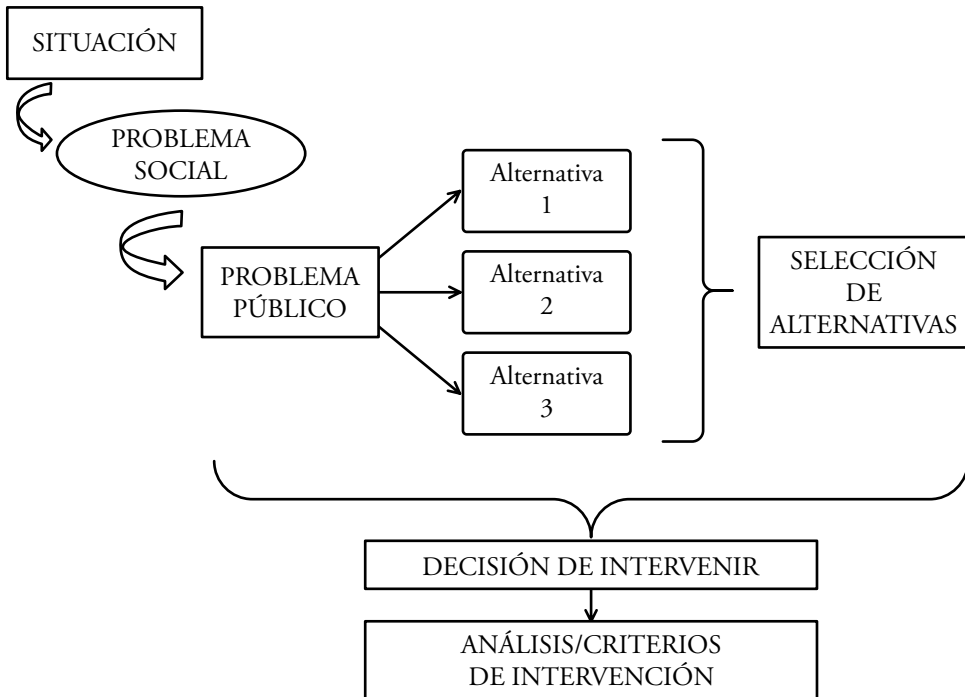 SITUACIÓN
PROBLEMA
SOCIAL
PROBLEMA
PÚBLICO
Alternativa
1
Alternativa
2
Alternativa
3
SELECCIÓN
DE
ALTERNATIVAS
DECISIÓN DE INTERVENIR
ANÁLISIS/CRITERIOS
DE INTERVENCIÓN